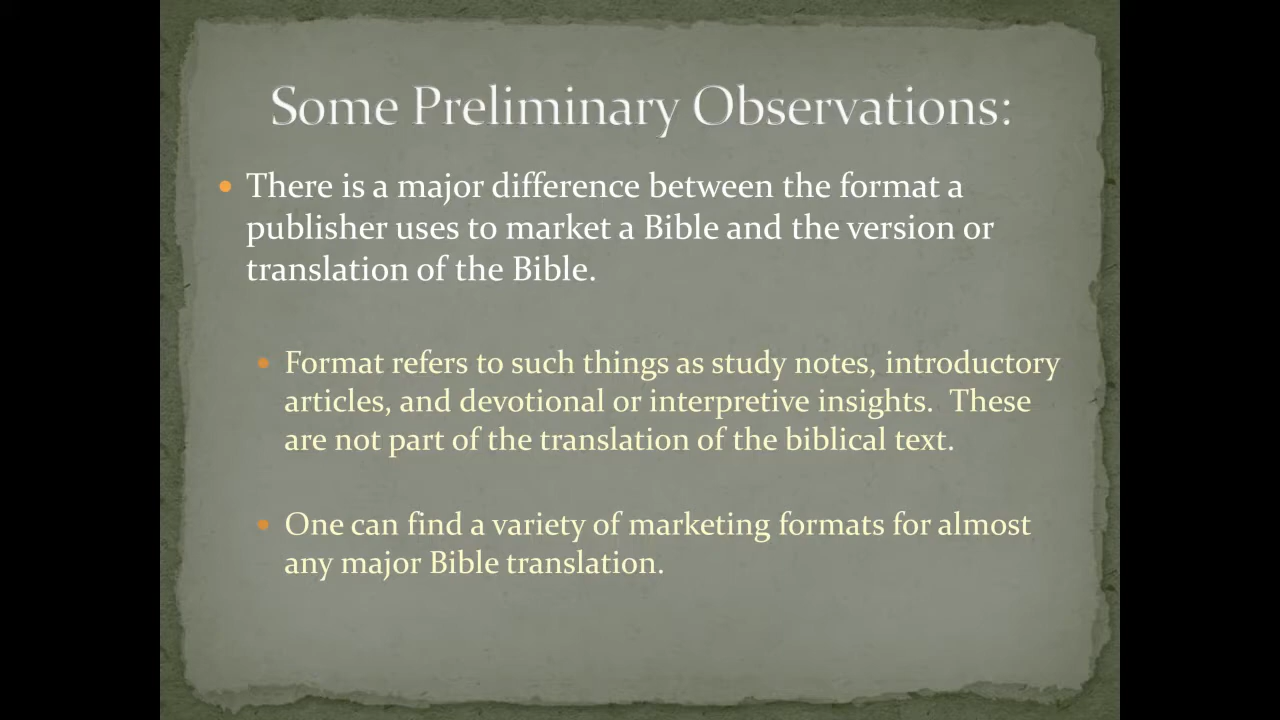 Some Preliminary Observations:
There is a major difference between the format a
publisher uses to market a Bible and the version or
translation of the Bible.
Format refers to such things as study notes, introductory
articles, and devotional or interpretive insights.  These
are not part of the translation of the biblical text.
One can find a variety of marketing formats for almost
any major Bible translation.